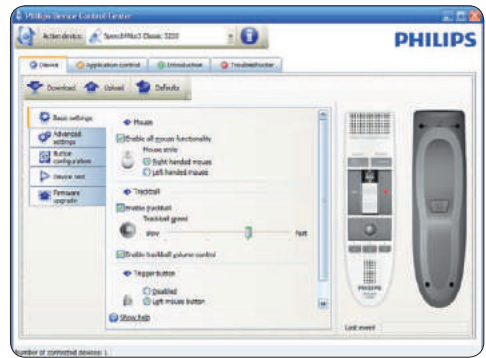 Philips Device Control Center
Active device: SpeechMike3 Classic 3210
PHILIPS
Device
Application control
Introduction
Troubleshooter
Download
Upload
Defaults
Basic settings
Advanced settings
Button configuration
Device test
Firmware upgrade
Mouse
Enable all mouse functionality
Mouse style
Right handed mouse
Left handed mouse
Trackball
Enable trackball
Trackball speed
slow
fast
Enable trackball volume control
Trigger button
Disabled
Left mouse button
Show help
PHILIPS
Last event
Number of connected devices: 1